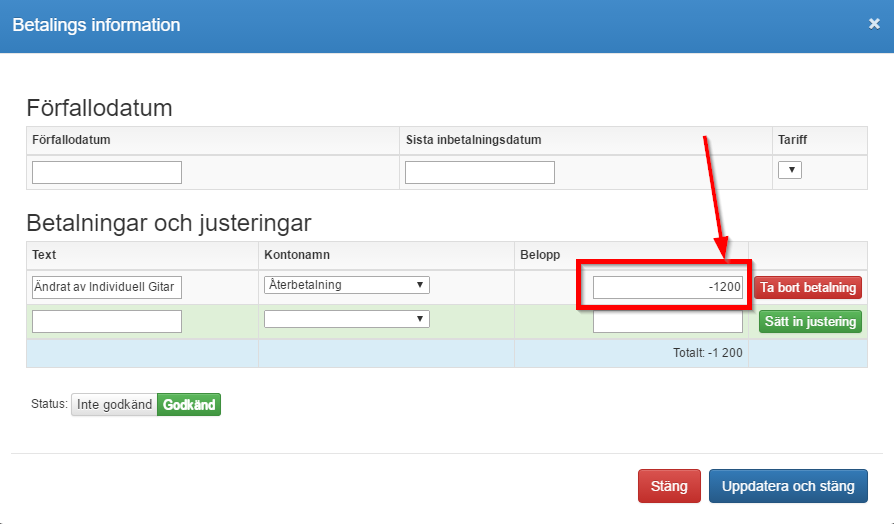 Betalings information ×
Förfallodatum
Förfallodatum Sista inbetalningsdatum Tariff
Betalningar och justeringar
Text Kontonamn Belopp
Ändrat av Individuell Gitar Återbetalning -1200 Ta bort betalning
Sätt in justering
Totalt: -1 200
Status: Inte godkänd Godkänd
Stäng Uppdatera och stäng